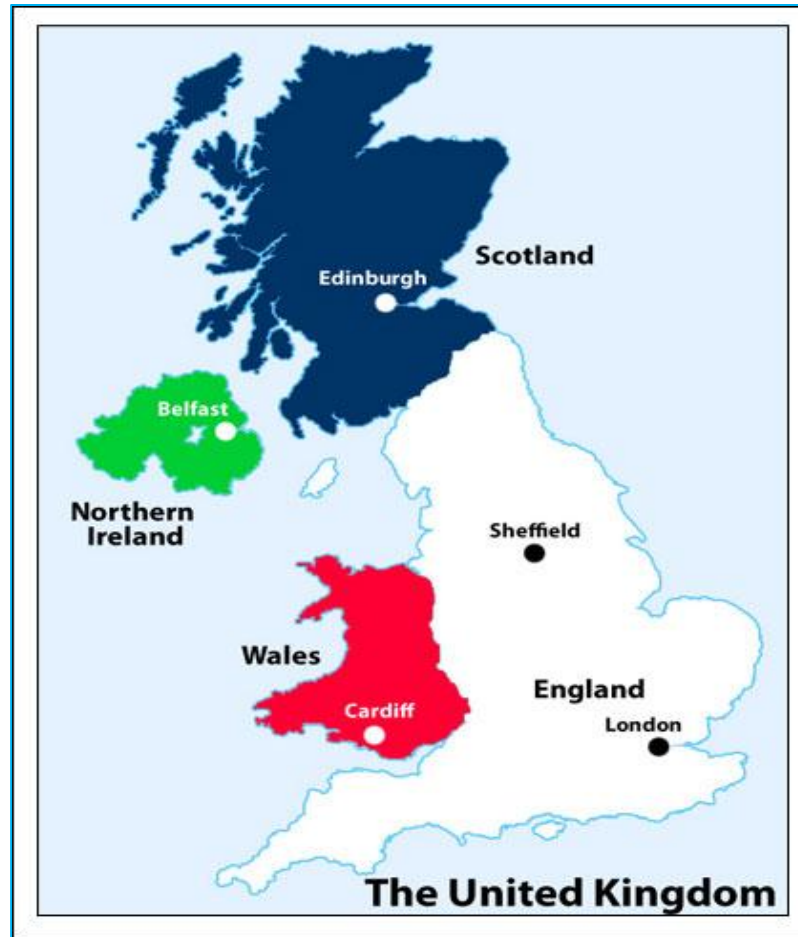 Scotland
Edinburgh
Belfast
Northern
Ireland
Sheffield
Wales
England
Cardiff
London
The United Kingdom